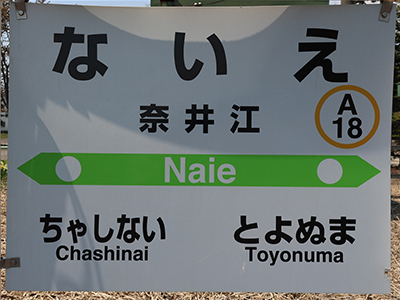 ないえ
奈井江
A
18
Naie
ちゃしない
Chashinai
とよぬま
Toyonuma